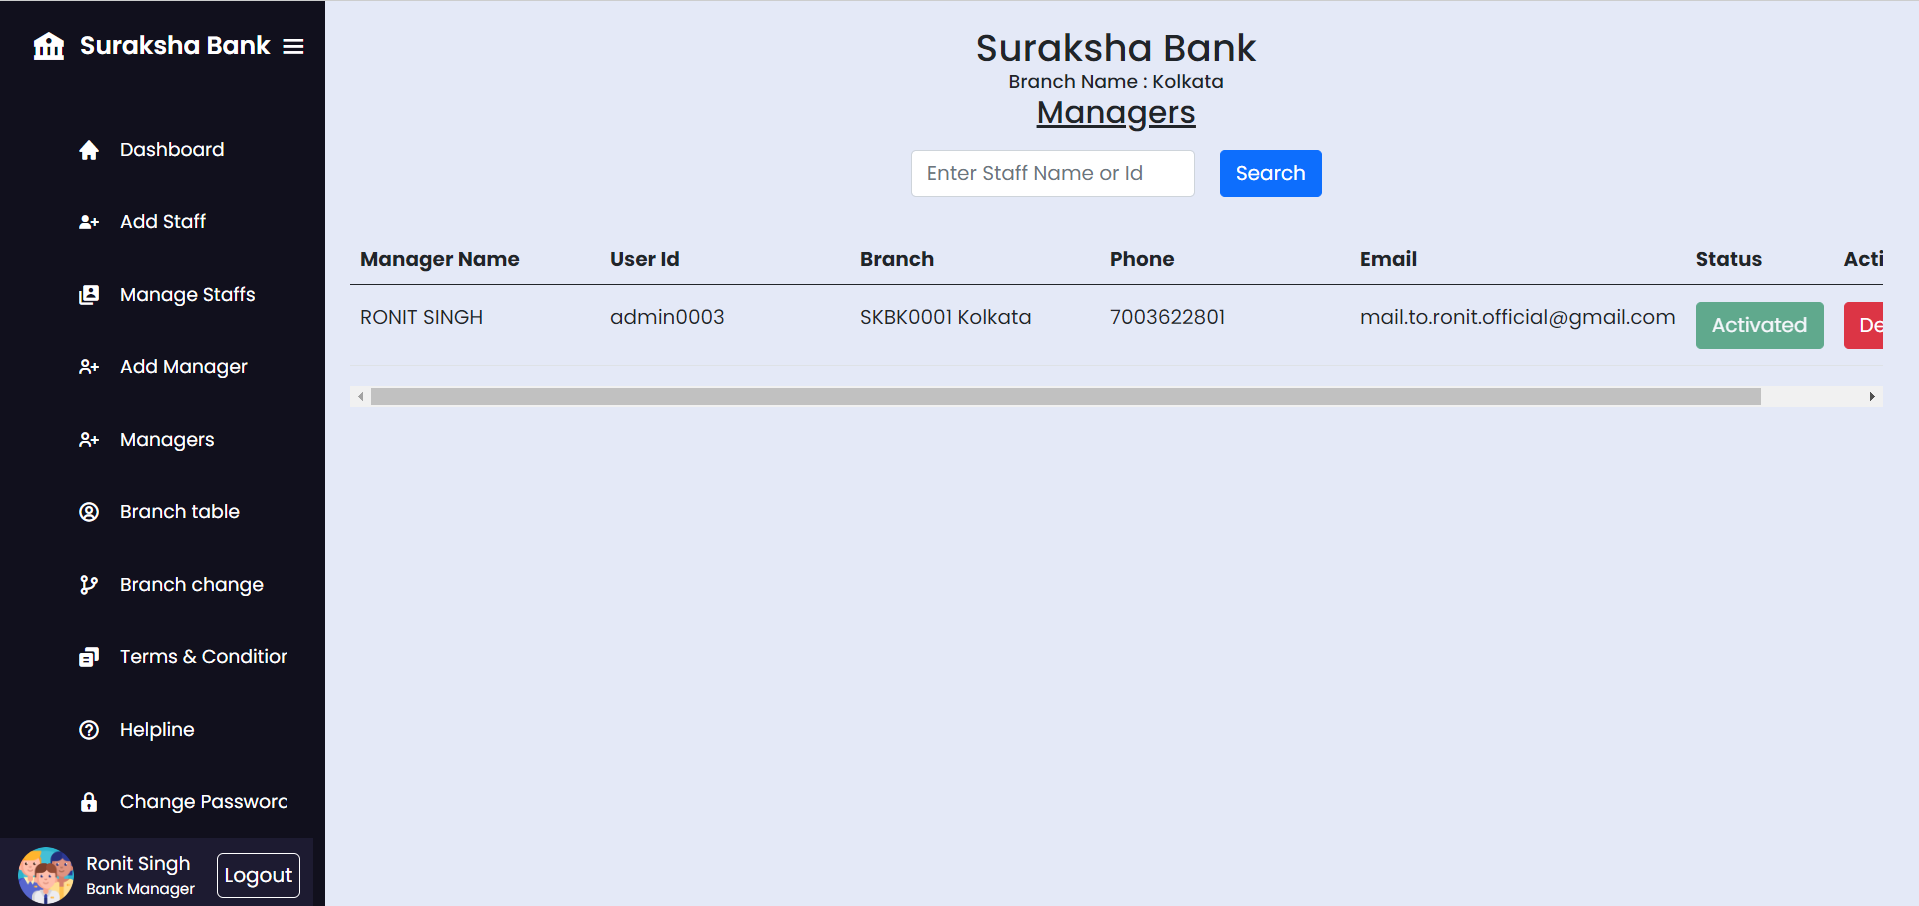 Suraksha Bank
Dashboard
Add Staff
Manage Staffs
Add Manager
Managers
Branch table
Branch change
Terms & Condition
Helpline
Change Password
Ronit Singh
Bank Manager
Logout
Suraksha Bank
Branch Name : Kolkata
Managers
Enter Staff Name or Id
Search
Manager Name User Id Branch Phone Email Status Acti
RONIT SINGH admin0003 SKBK0001 Kolkata 7003622801 mail.to.ronit.official@gmail.com Activated De